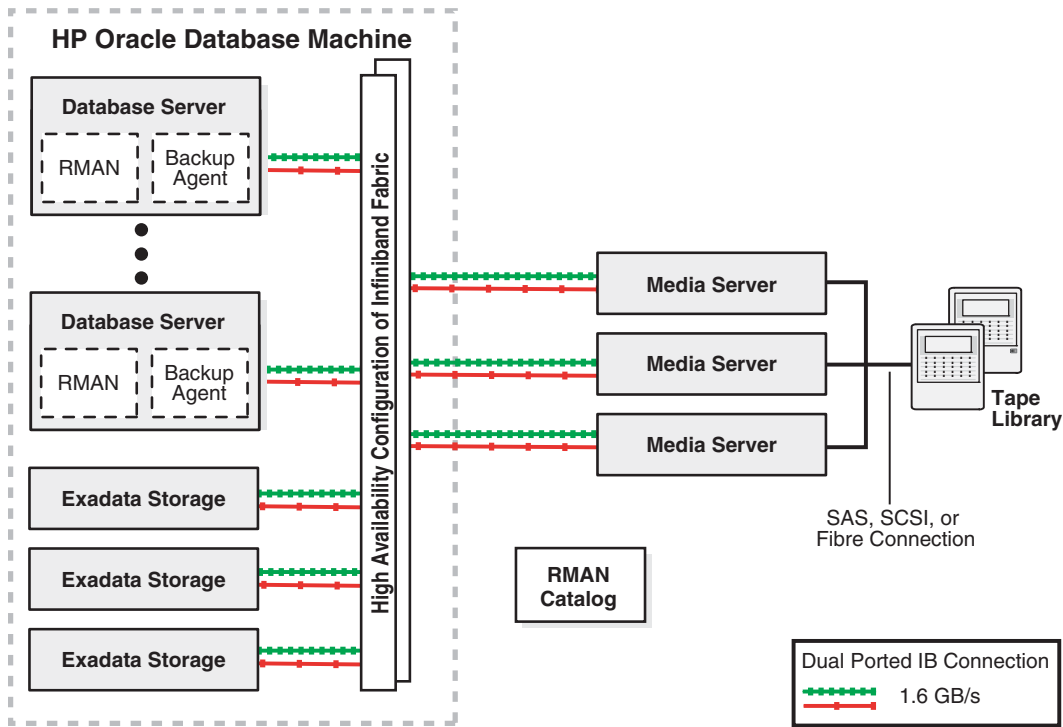 HP Oracle Database Machine
Database Server
RMAN
Backup
Agent
Database Server
RMAN
Backup
Agent
Exadata Storage
Exadata Storage
Exadata Storage
High Availability Configuration of Infiniband Fabric
Media Server
Media Server
Media Server
Tape
Library
SAS, SCSI, or
Fibre Connection
RMAN
Catalog
Dual Ported IB Connection
1.6 GB/s